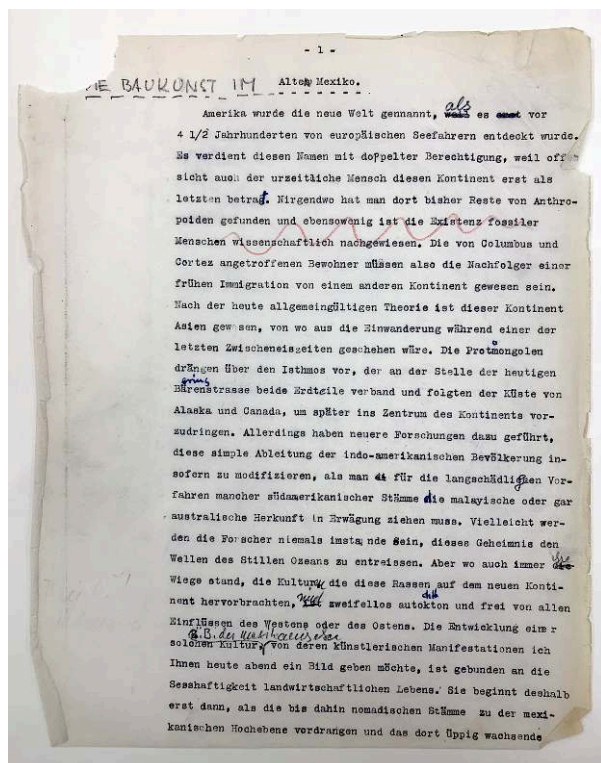 - 1 -
IE BAUKUNST IM Alten Mexiko.
Amerika wurde die neue Welt gennannt, als es vor
4 1/2 Jahrhunderten von europäischen Seefahrern entdeckt wurde.
Es verdient diesen Namen mit doppelter Berechtigung, weil offen
sicht auch der urzeitliche Mensch diesen Kontinent erst als
letzten betrat. Nirgendwo hat man dort bisher Reste von Anthro-
poiden gefunden und ebensowenig ist die Existenz fossiler
Menschen wissenschaftlich nachgewiesen. Die von Columbus und
Cortez angetroffenen Bewohner müssen also die Nachfolger einer
frühen Immigration von einem anderen Kontinent gewesen sein.
Nach der heute allgemeingültigen Theorie ist dieser Kontinent
Asien gewesen, von wo aus die Einwanderung während einer der
letzten Zwischeneiszeiten geschehen wäre. Die Protomongolen
drängen über den Isthmos vor, der an der Stelle der heutigen
Beringstrasse beide Erdteile verband und folgten der Küste von
Alaska und Canada, um später ins Zentrum des Kontinents vor-
zudringen. Allerdings haben neuere Forschungen dazu geführt,
diese simple Ableitung der indo-amerikanischen Bevölkerung in-
sofern zu modifizieren, als man für die langschädligen Vor-
fahren mancher südamerikanischer Stämme die malayische oder gar
australische Herkunft in Erwägung ziehen muss. Vielleicht wer-
den die Forscher niemals imstande sein, dieses Geheimnis den
Wellen des Stillen Ozeans zu entreissen. Aber wo auch immer ihre
Wiege stand, die Kulturen die diese Rassen auf dem neuen Konti-
nent hervorbrachten, sind zweifellos autochton und frei von allen
Einflüssen des Westens oder des Ostens. Die Entwicklung einer
solchen Kultur, z.B. der mexikanischen von deren künstlerischen Manifestationen ich
Ihnen heute abend ein Bild geben möchte, ist gebunden an die
Sesshaftigkeit landwirtschaftlichen Lebens. Sie beginnt deshalb
erst dann, als die bis dahin nomadischen Stämme zu der mexi-
kanischen Hochebene vordrangen und das dort üppig wachsende